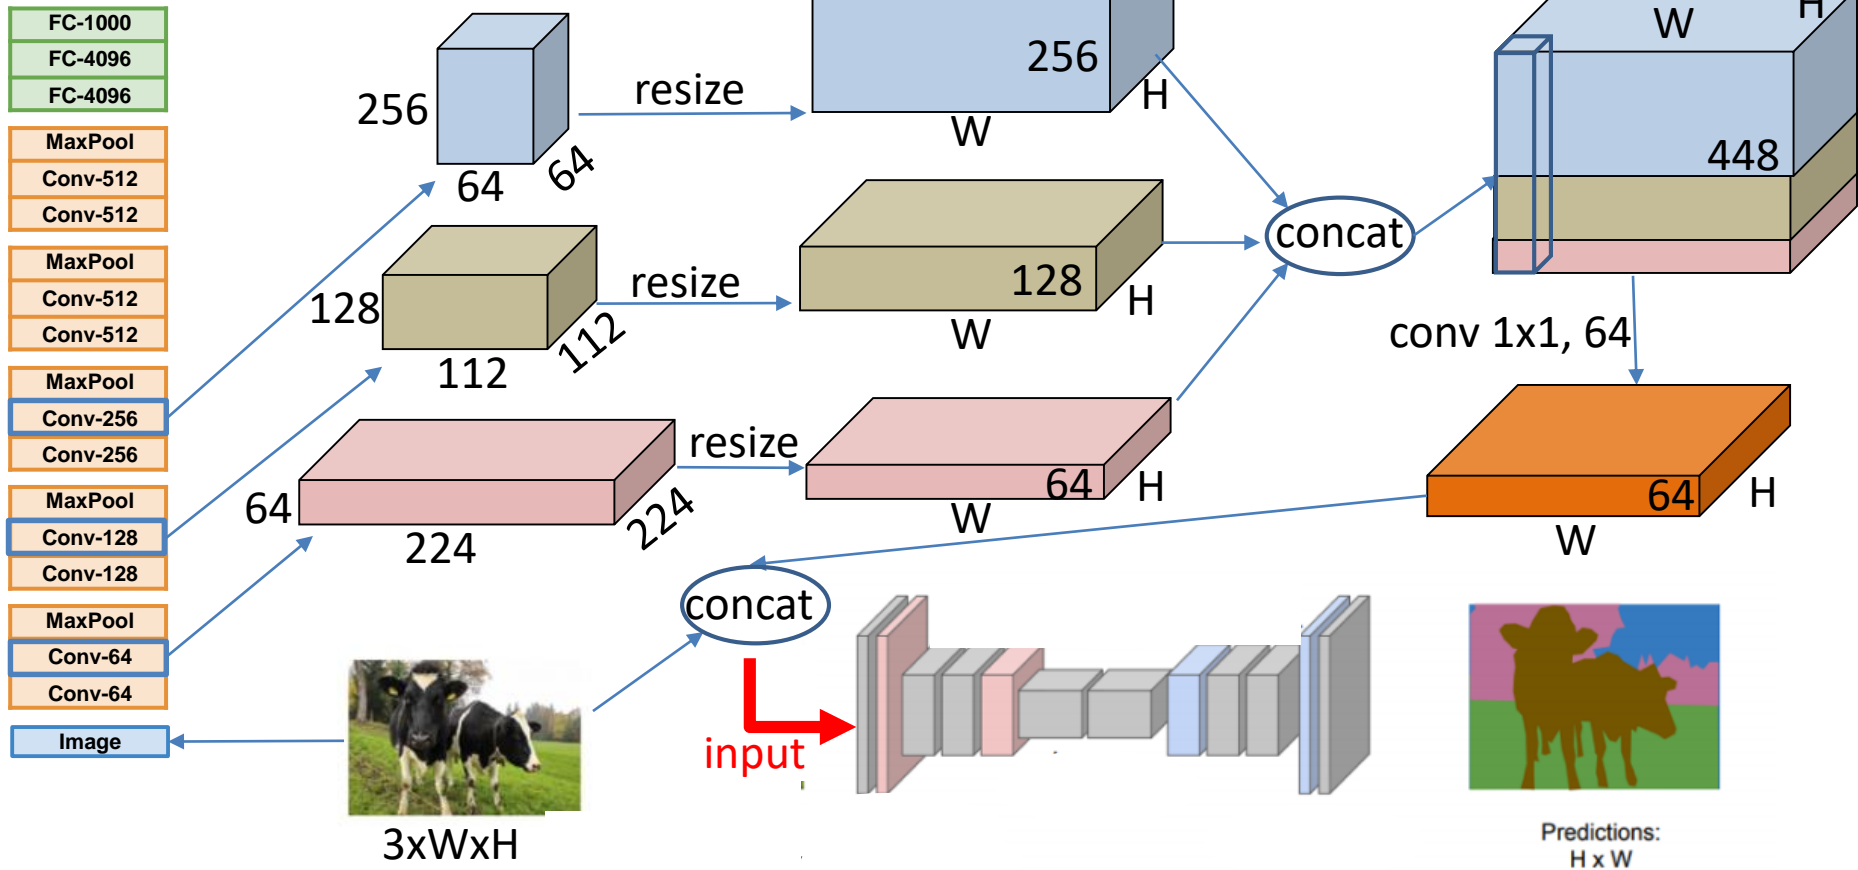 FC-1000
FC-4096
FC-4096
MaxPool
Conv-512
Conv-512
MaxPool
Conv-512
Conv-512
MaxPool
Conv-256
Conv-256
MaxPool
Conv-128
Conv-128
MaxPool
Conv-64
Conv-64
Image
256
64
64
resize
256
H
W
128
112
112
resize
128
H
W
64
224
224
resize
64
H
W
concat
W
H
448
conv 1x1, 64
64
H
W
concat
input
3xWxH
Predictions:
H x W